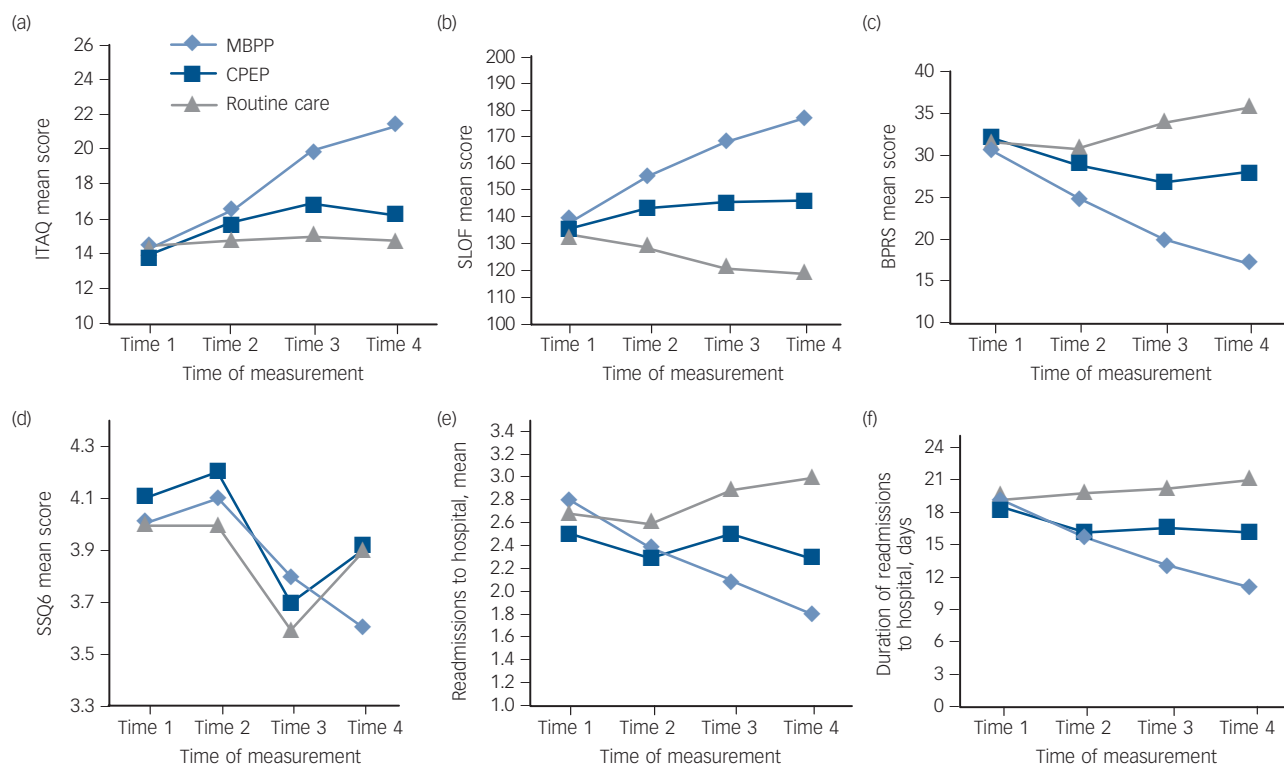 (a)
ITAQ mean score
26
24
22
20
18
16
14
12
10
MBPP
CPEP
Routine care
Time 1 Time 2 Time 3 Time 4
Time of measurement
(b)
SLOF mean score
200
190
180
170
160
150
140
130
120
110
100
Time 1 Time 2 Time 3 Time 4
Time of measurement
(c)
BPRS mean score
40
35
30
25
20
15
10
Time 1 Time 2 Time 3 Time 4
Time of measurement
(d)
SSQ6 mean score
4.3
4.1
3.9
3.7
3.5
3.3
Time 1 Time 2 Time 3 Time 4
Time of measurement
(e)
Readmissions to hospital, mean
3.4
3.2
3.0
2.8
2.6
2.4
2.2
2.0
1.8
1.6
1.4
1.2
1.0
Time 1 Time 2 Time 3 Time 4
Time of measurement
(f)
Duration of readmissions
to hospital, days
24
21
18
15
12
9
6
3
0
Time 1 Time 2 Time 3 Time 4
Time of measurement